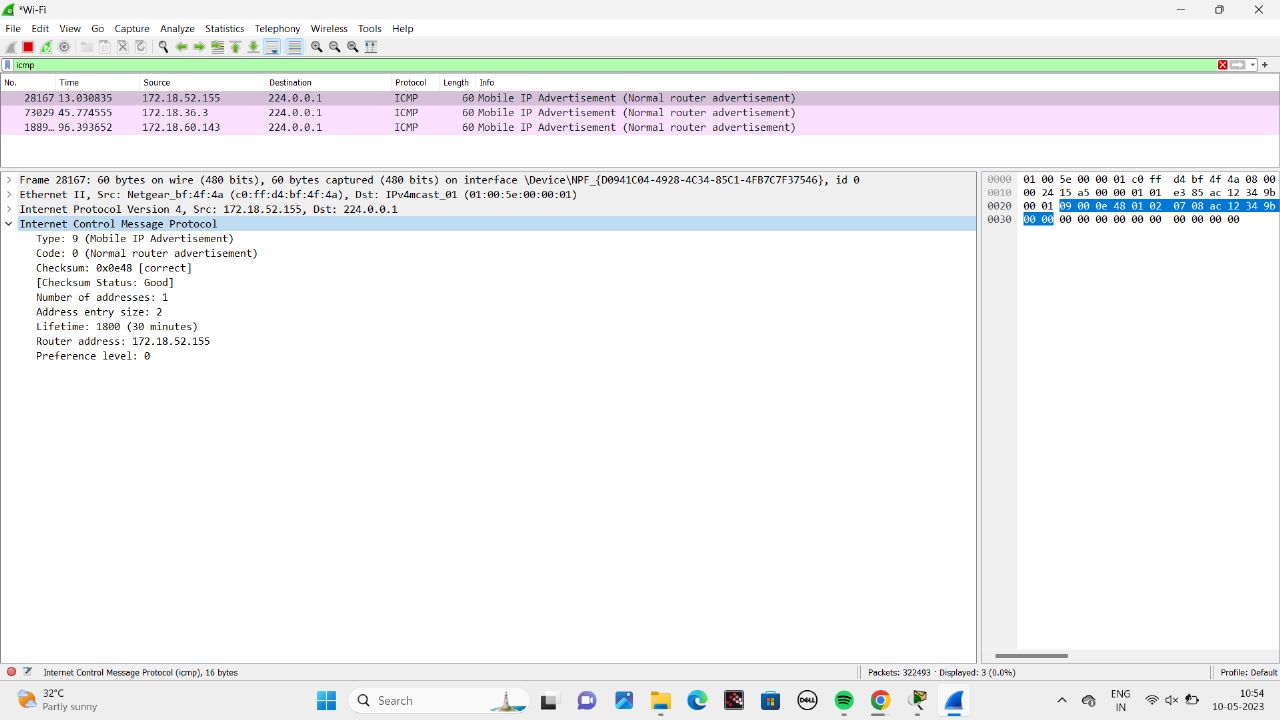 *Wi-Fi
File Edit View Go Capture Analyze Statistics Telephony Wireless Tools Help
icmp
No. Time Source Destination Protocol Length Info
28167 13.030835 172.18.52.155 224.0.0.1 ICMP 60 Mobile IP Advertisement (Normal router advertisement)
73029 45.774555 172.18.36.3 224.0.0.1 ICMP 60 Mobile IP Advertisement (Normal router advertisement)
1889… 96.393652 172.18.60.143 224.0.0.1 ICMP 60 Mobile IP Advertisement (Normal router advertisement)
Frame 28167: 60 bytes on wire (480 bits), 60 bytes captured (480 bits) on interface \Device\NPF_{D0941C04-4928-4C34-85C1-4FB7C7F37546}, id 0
Ethernet II, Src: Netgear_bf:4f:4a (c0:ff:d4:bf:4f:4a), Dst: IPv4mcast_01 (01:00:5e:00:00:01)
Internet Protocol Version 4, Src: 172.18.52.155, Dst: 224.0.0.1
Internet Control Message Protocol
Type: 9 (Mobile IP Advertisement)
Code: 0 (Normal router advertisement)
Checksum: 0x0e48 [correct]
[Checksum Status: Good]
Number of addresses: 1
Address entry size: 2
Lifetime: 1800 (30 minutes)
Router address: 172.18.52.155
Preference level: 0
0000 01 00 5e 00 00 01 c0 ff d4 bf 4f 4a 08 00
0010 00 24 15 a5 00 00 01 01 e3 85 ac 12 34 9b
0020 00 01 09 00 0e 48 01 02 07 08 ac 12 34 9b
0030 00 00 00 00 00 00 00 00 00 00 00 00
Internet Control Message Protocol (icmp), 16 bytes
Packets: 322493 · Displayed: 3 (0.0%)
Profile: Default
32°C
Partly sunny
Search
DELL
ENG
IN
10:54
10-05-2023